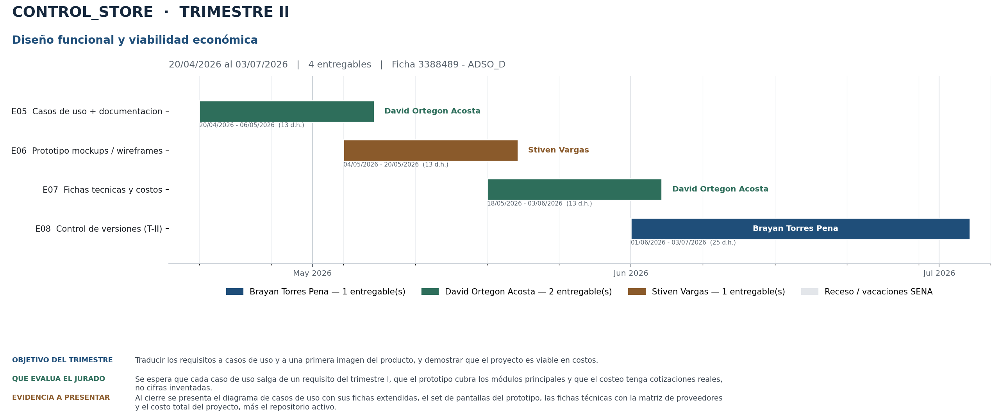 CONTROL_STORE · TRIMESTRE II
Diseño funcional y viabilidad económica
20/04/2026 al 03/07/2026 | 4 entregables | Ficha 3388489 - ADSO_D
E05 Casos de uso + documentacion
David Ortegon Acosta
20/04/2026 - 06/05/2026 (13 d.h.)
E06 Prototipo mockups / wireframes
Stiven Vargas
04/05/2026 - 20/05/2026 (13 d.h.)
E07 Fichas tecnicas y costos
David Ortegon Acosta
18/05/2026 - 03/06/2026 (13 d.h.)
E08 Control de versiones (T-II)
Brayan Torres Pena
01/06/2026 - 03/07/2026 (25 d.h.)
May 2026 Jun 2026 Jul 2026
Brayan Torres Pena — 1 entregable(s) David Ortegon Acosta — 2 entregable(s) Stiven Vargas — 1 entregable(s) Receso / vacaciones SENA
OBJETIVO DEL TRIMESTRE Traducir los requisitos a casos de uso y a una primera imagen del producto, y demostrar que el proyecto es viable en costos.
QUE EVALUA EL JURADO Se espera que cada caso de uso salga de un requisito del trimestre I, que el prototipo cubra los módulos principales y que el costeo tenga cotizaciones reales,
no cifras inventadas.
EVIDENCIA A PRESENTAR Al cierre se presenta el diagrama de casos de uso con sus fichas extendidas, el set de pantallas del prototipo, las fichas técnicas con la matriz de proveedores
y el costo total del proyecto, más el repositorio activo.